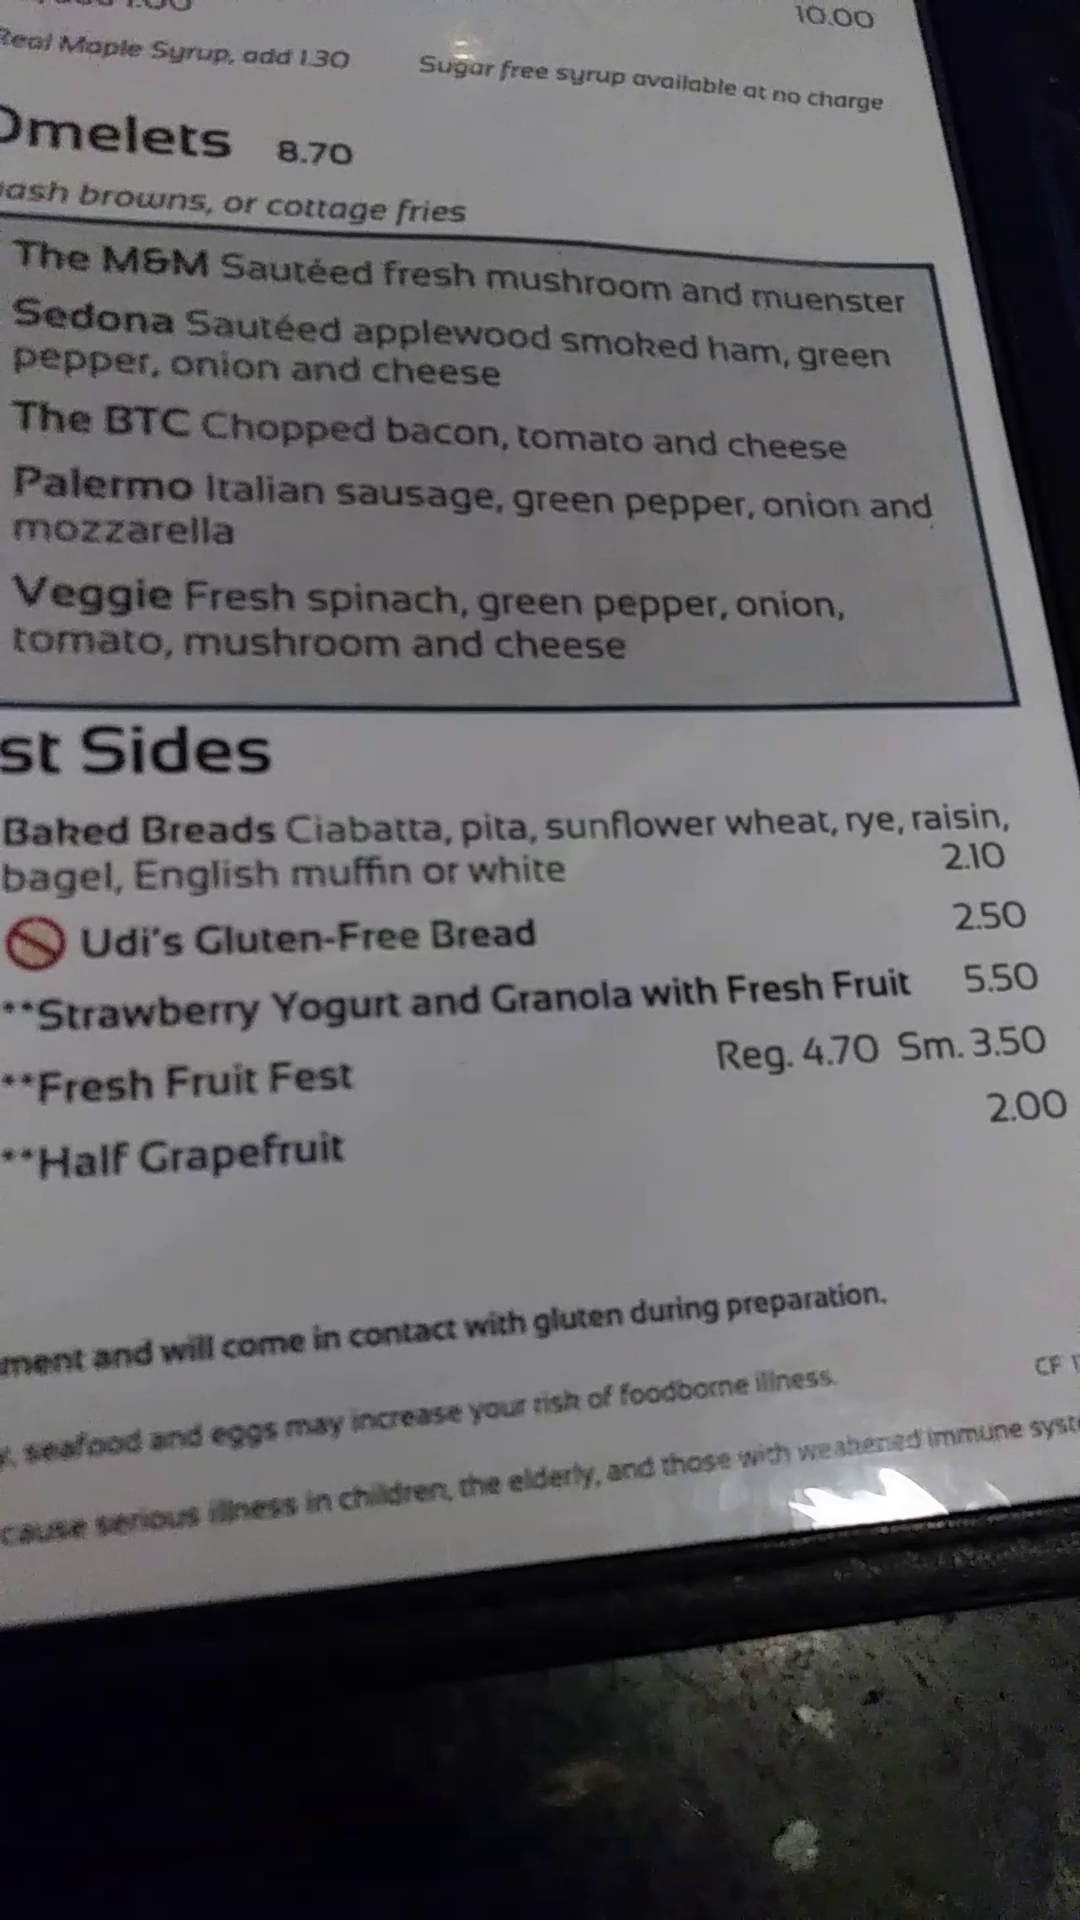 10.00
Real Maple Syrup, add 1.30 Sugar free syrup available at no charge
Omelets 8.70
hash browns, or cottage fries
The M&M Sautéed fresh mushroom and muenster
Sedona Sautéed applewood smoked ham, green
pepper, onion and cheese
The BTC Chopped bacon, tomato and cheese
Palermo Italian sausage, green pepper, onion and
mozzarella
Veggie Fresh spinach, green pepper, onion,
tomato, mushroom and cheese
st Sides
Baked Breads Ciabatta, pita, sunflower wheat, rye, raisin,
bagel, English muffin or white 2.10
Udi's Gluten-Free Bread 2.50
**Strawberry Yogurt and Granola with Fresh Fruit 5.50
**Fresh Fruit Fest Reg. 4.70 Sm. 3.50
**Half Grapefruit 2.00
ment and will come in contact with gluten during preparation.
CF
y, seafood and eggs may increase your risk of foodborne illness.
cause serious illness in children, the elderly, and those with weakened immune syste